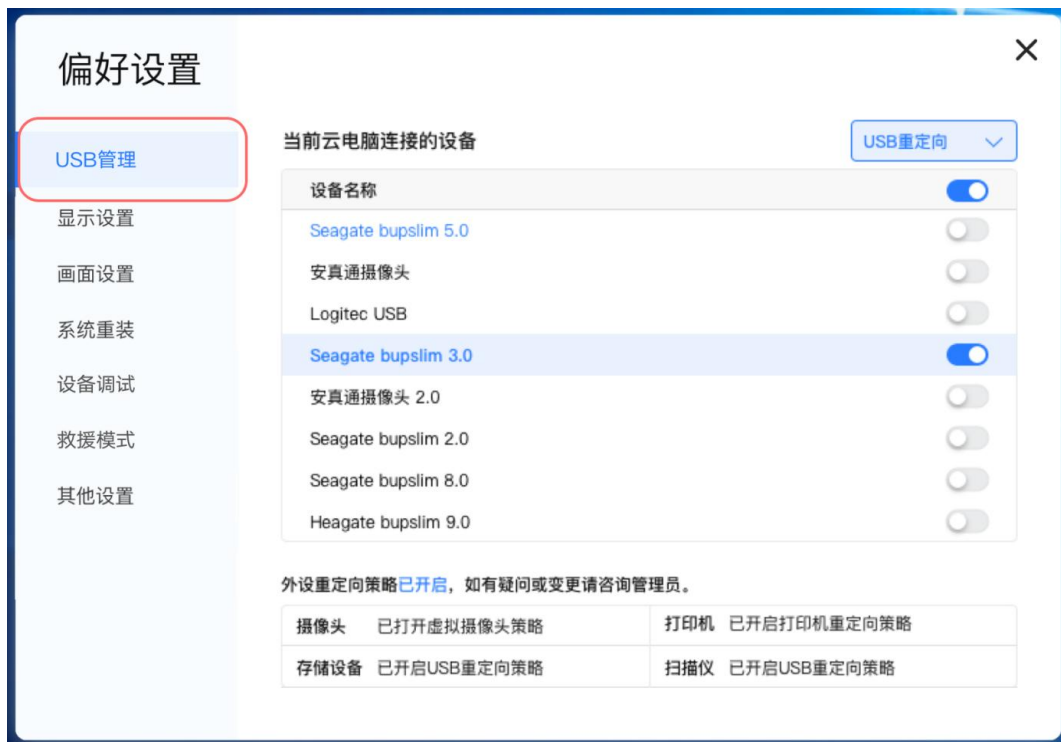 偏好设置
USB管理
显示设置
画面设置
系统重装
设备调试
救援模式
其他设置
当前云电脑连接的设备
USB重定向
设备名称
Seagate bupslim 5.0
安真通摄像头
Logitec USB
Seagate bupslim 3.0
安真通摄像头 2.0
Seagate bupslim 2.0
Seagate bupslim 8.0
Heagate bupslim 9.0
外设重定向策略已开启，如有疑问或变更请咨询管理员。
摄像头 已打开虚拟摄像头策略
打印机 已开启打印机重定向策略
存储设备 已开启USB重定向策略
扫描仪 已开启USB重定向策略